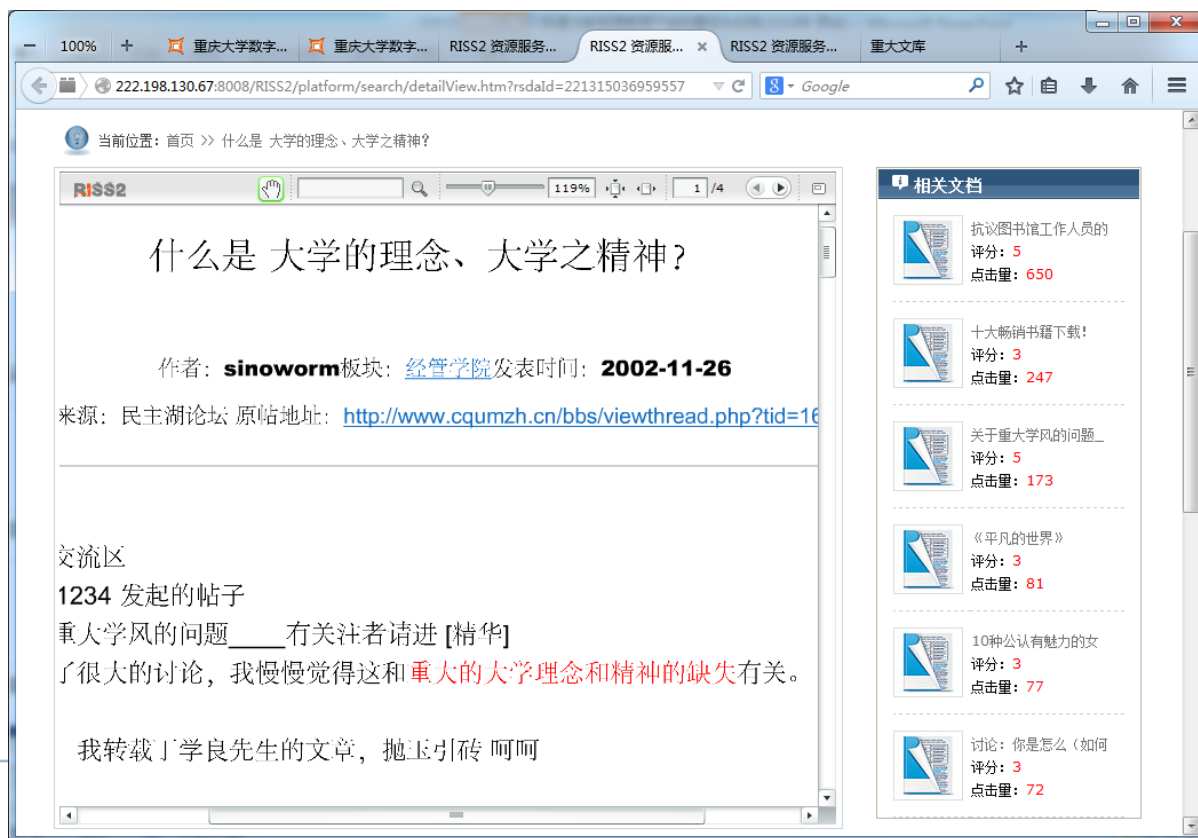 100%
重庆大学数字...
重庆大学数字...
RISS2 资源服务...
RISS2 资源服...
RISS2 资源服务...
重大文库
222.198.130.67:8008/RISS2/platform/search/detailView.htm?rsdaId=221315036959557
Google
当前位置：首页 >> 什么是 大学的理念、大学之精神?
RISS2
119%
1 /4
什么是 大学的理念、大学之精神?
作者：sinoworm板块：经管学院发表时间：2002-11-26
来源：民主湖论坛 原帖地址：http://www.cqumzh.cn/bbs/viewthread.php?tid=16
交流区
1234 发起的帖子
重大学风的问题____有关注者请进 [精华]
了很大的讨论，我慢慢觉得这和重大的大学理念和精神的缺失有关。
我转载丁学良先生的文章，抛玉引砖 呵呵
相关文档
抗议图书馆工作人员的
评分：5
点击量：650
十大畅销书籍下载!
评分：3
点击量：247
关于重大学风的问题_
评分：5
点击量：173
《平凡的世界》
评分：3
点击量：81
10种公认有魅力的女
评分：3
点击量：77
讨论：你是怎么（如何
评分：3
点击量：72